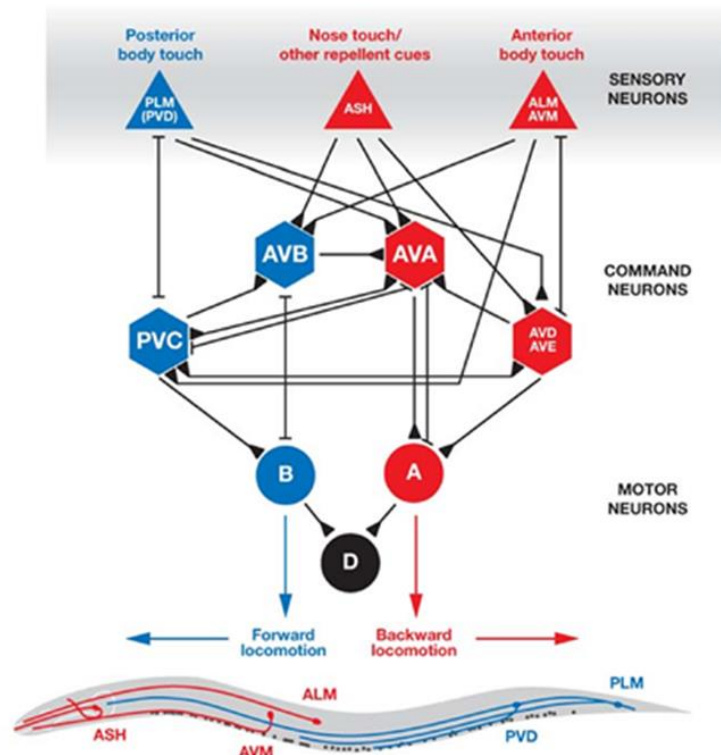 Posterior
body touch
Nose touch/
other repellent cues
Anterior
body touch
SENSORY
NEURONS
PLM
(PVD)
ASH
ALM
AVM
AVB
AVA
COMMAND
NEURONS
PVC
AVD
AVE
B
A
MOTOR
NEURONS
D
Forward
locomotion
Backward
locomotion
ALM
PLM
ASH
AVM
PVD